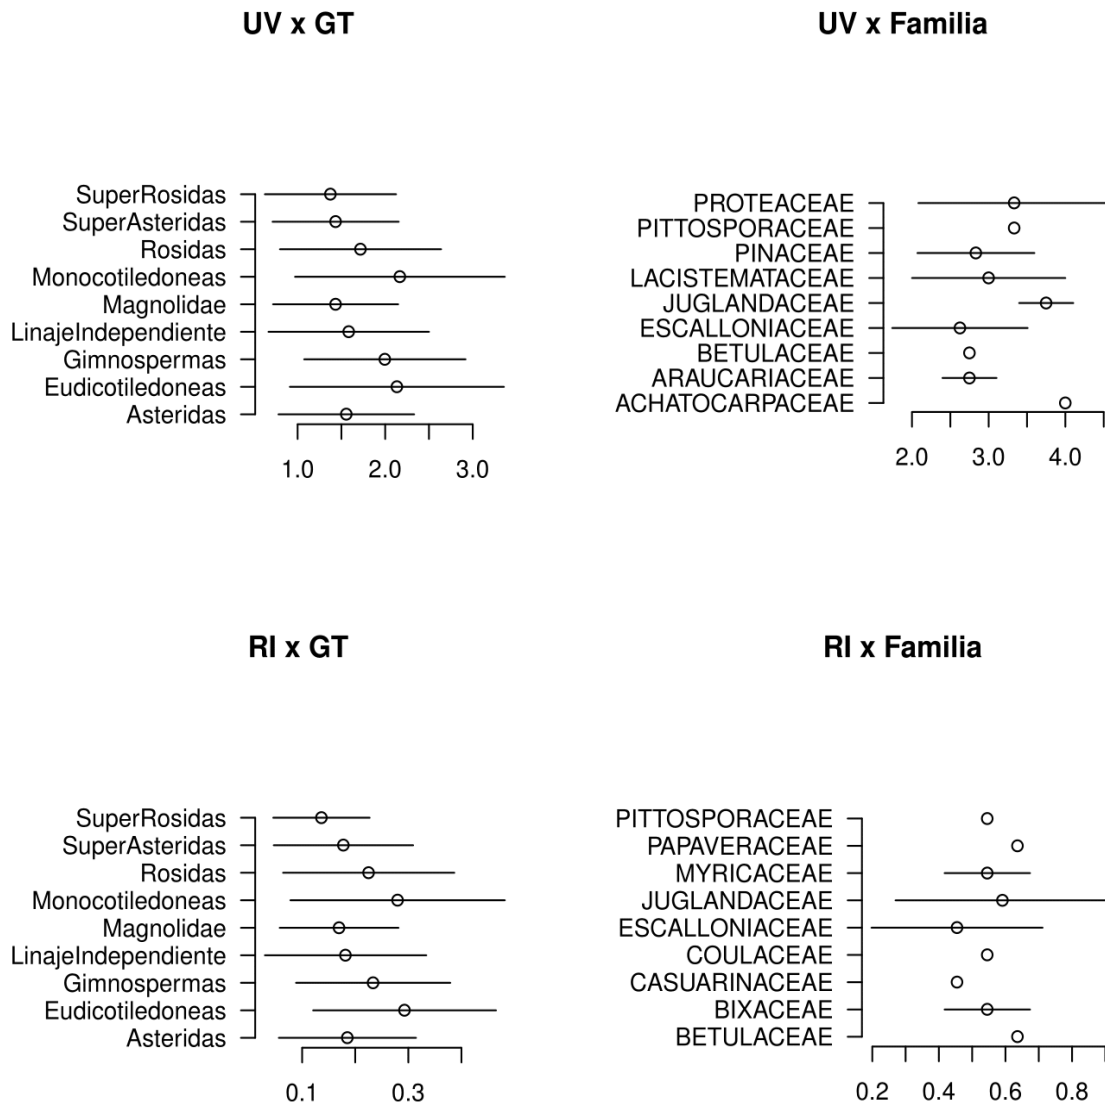 UV x GT
SuperRosidas
SuperAsteridas
Rosidas
Monocotiledoneas
Magnolidae
LinajeIndependiente
Gimnospermas
Eudicotiledoneas
Asteridas
1.0 2.0 3.0
UV x Familia
PROTEACEAE
PITTOSPORACEAE
PINACEAE
LACISTEMATACEAE
JUGLANDACEAE
ESCALLONIACEAE
BETULACEAE
ARAUCARIACEAE
ACHATOCARPACEAE
2.0 3.0 4.0
RI x GT
SuperRosidas
SuperAsteridas
Rosidas
Monocotiledoneas
Magnolidae
LinajeIndependiente
Gimnospermas
Eudicotiledoneas
Asteridas
0.1 0.3
RI x Familia
PITTOSPORACEAE
PAPAVERACEAE
MYRICACEAE
JUGLANDACEAE
ESCALLONIACEAE
COULACEAE
CASUARINACEAE
BIXACEAE
BETULACEAE
0.2 0.4 0.6 0.8